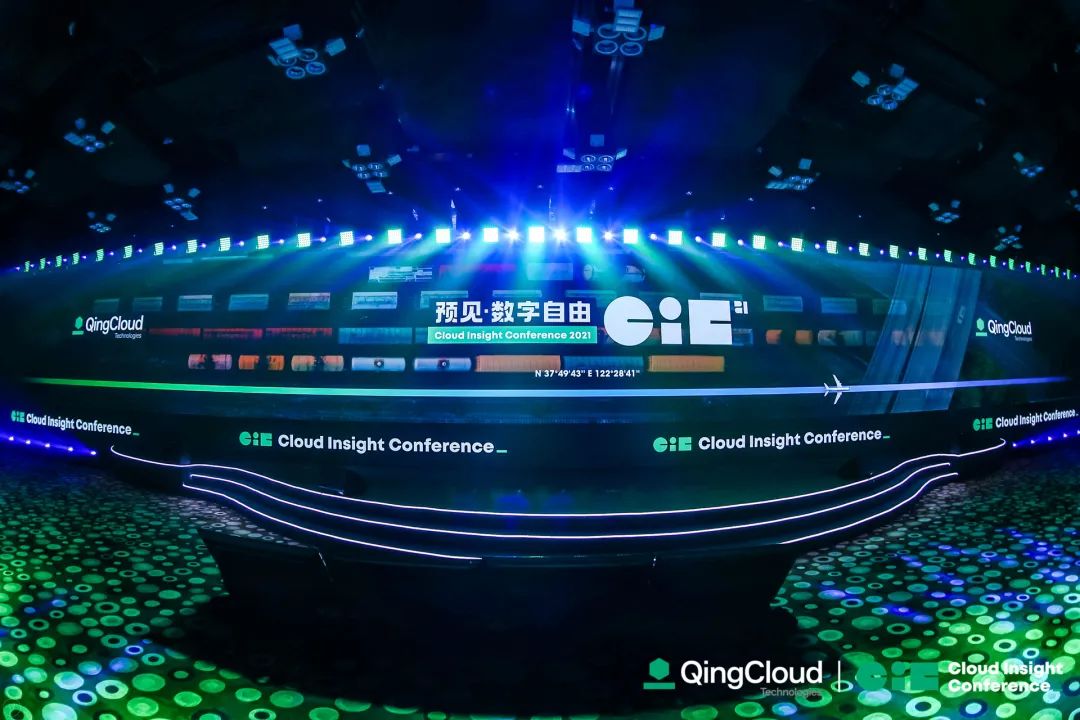 预见·数字自由
Cloud Insight Conference 2021
CiC 21
QingCloud
Technologies
QingCloud
Technologies
N 37°49'43" E 122°28'41"
CiC Cloud Insight Conference_
CiC Cloud Insight Conference_
CiC Cloud Insight Conference_
CiC Cloud Insight Conference_
QingCloud
Technologies
CiC
Cloud Insight
Conference